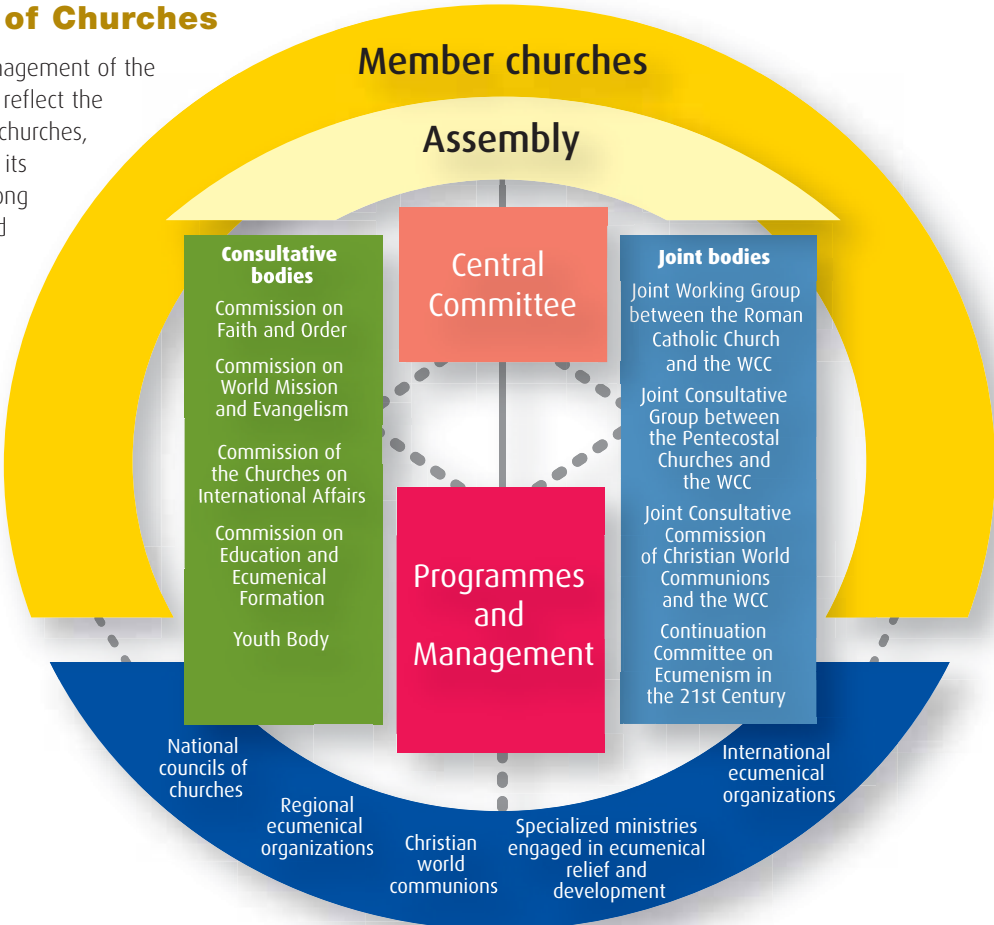 of Churches
nagement of the
reflect the
churches,
its
ong
d
Member churches
Assembly
Central
Committee
Consultative
bodies
Commission on
Faith and Order
Commission on
World Mission
and Evangelism
Commission of
the Churches on
International Affairs
Commission on
Education and
Ecumenical
Formation
Youth Body
Joint bodies
Joint Working Group
between the Roman
Catholic Church
and the WCC
Joint Consultative
Group between
the Pentecostal
Churches and
the WCC
Joint Consultative
Commission
of Christian World
Communions
and the WCC
Continuation
Committee on
Ecumenism in
the 21st Century
Programmes
and
Management
National
councils of
churches
Regional
ecumenical
organizations
Christian
world
communions
Specialized ministries
engaged in ecumenical
relief and
development
International
ecumenical
organizations